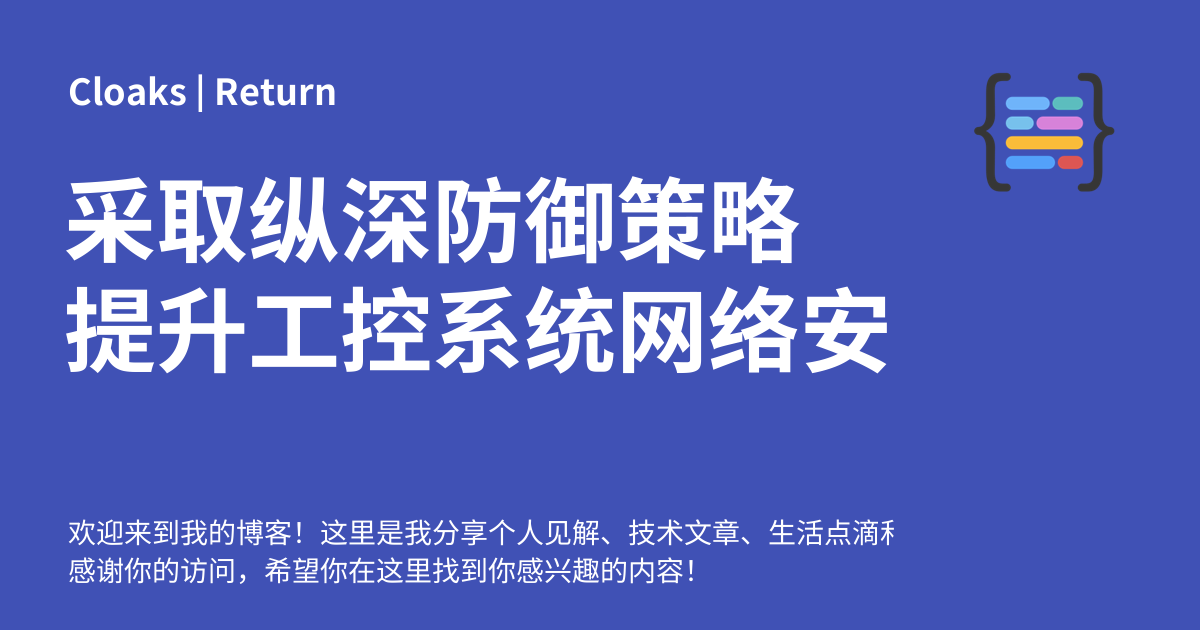 Cloaks | Return
采取纵深防御策略
提升工控系统网络安
欢迎来到我的博客！这里是我分享个人见解、技术文章、生活点滴
感谢你的访问，希望你在这里找到你感兴趣的内容！